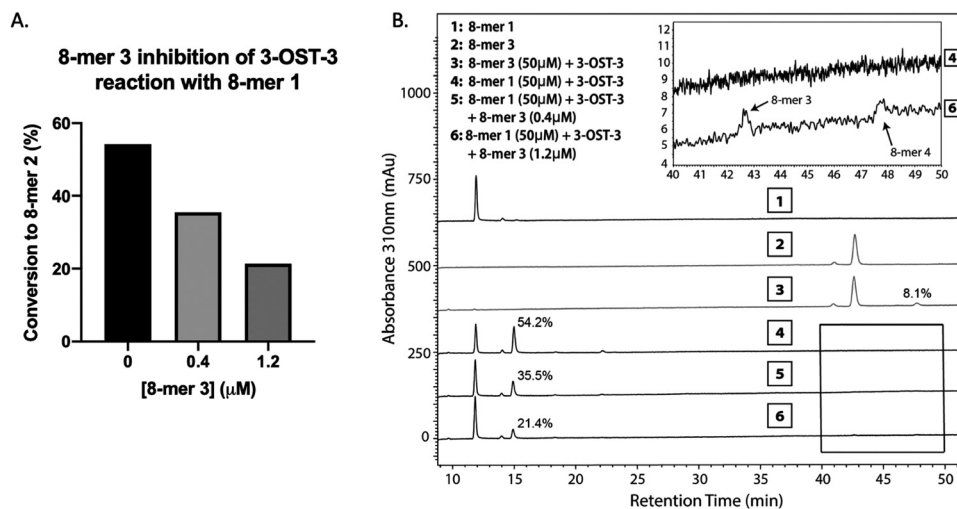 A.
8-mer 3 inhibition of 3-OST-3
reaction with 8-mer 1
Conversion to 8-mer 2 (%)
60
40
20
0
0 0.4 1.2
[8-mer 3] (μM)
B.
1: 8-mer 1
2: 8-mer 3
3: 8-mer 3 (50μM) + 3-OST-3
4: 8-mer 1 (50μM) + 3-OST-3
5: 8-mer 1 (50μM) + 3-OST-3
+ 8-mer 3 (0.4μM)
6: 8-mer 1 (50μM) + 3-OST-3
+ 8-mer 3 (1.2μM)
12
11
10
9
8
7
6
5
4
4
6
8-mer 3
8-mer 4
40 41 42 43 44 45 46 47 48 49 50
Absorbance 310nm (mAu)
1000
750
500
250
0
1
2
3
8.1%
54.2%
4
35.5%
5
21.4%
6
10 15 20 25 30 35 40 45 50
Retention Time (min)